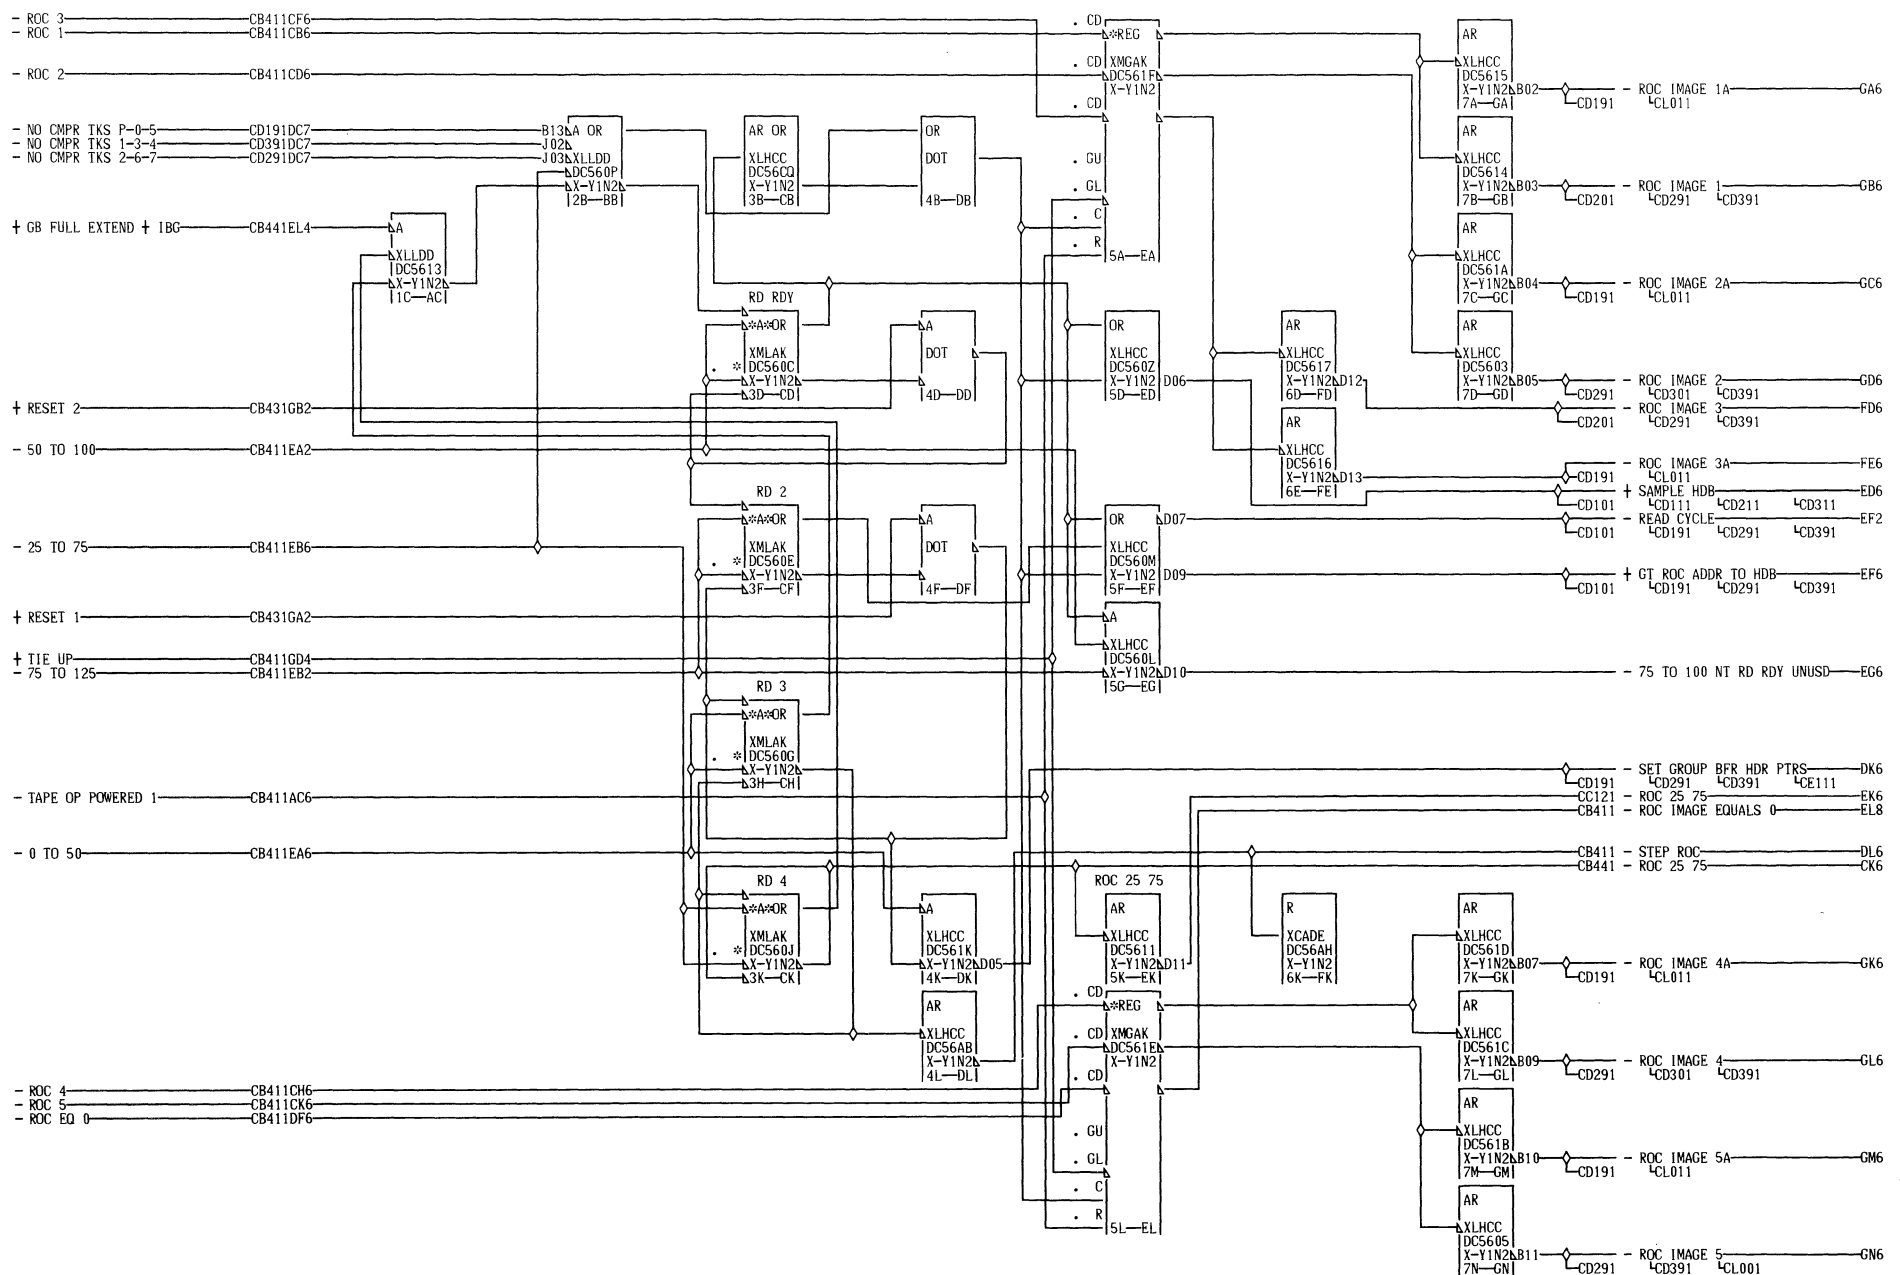 - ROC 3 CB411CF6
- ROC 1 CB411CB6
- ROC 2 CB411CD6
- NO CMPR TKS P-0-5 CD191DC7
- NO CMPR TKS 1-3-4 CD391DC7
- NO CMPR TKS 2-6-7 CD291DC7
+ GB FULL EXTEND + IBG CB441EL4
+ RESET 2 CB431GB2
- 50 TO 100 CB411EA2
- 25 TO 75 CB411EB6
+ RESET 1 CB431GA2
+ TIE UP CB411GD4
- 75 TO 125 CB411EB2
- TAPE OP POWERED 1 CB411AC6
- 0 TO 50 CB411EA6
- ROC 4 CB411CH6
- ROC 5 CB411CK6
- ROC EQ 0 CB411DF6
A
XLLDD
DC5613
X-Y1N2
1C—AC
B13 A OR
J02
J03 XLLDD
DC560P
X-Y1N2
2B—BB
AR OR
XLHCC
DC56CQ
X-Y1N2
3B—CB
OR
DOT
4B—DB
RD RDY
*A*OR
XMLAK
. * DC560C
X-Y1N2
3D—CD
A
DOT
4D—DD
RD 2
*A*OR
XMLAK
. * DC560E
X-Y1N2
3F—CF
A
DOT
4F—DF
RD 3
*A*OR
XMLAK
. * DC560G
X-Y1N2
3H—CH
RD 4
*A*OR
XMLAK
. * DC560J
X-Y1N2
3K—CK
A
XLHCC
DC561K
X-Y1N2 D05
4K—DK
AR
XLHCC
DC56AB
X-Y1N2
4L—DL
. CD
*REG
. CD XMGAK
DC561F
X-Y1N2
. CD
. GU
. GL
. C
. R
5A—EA
OR
XLHCC
DC560Z
X-Y1N2 D06
5D—ED
OR D07
XLHCC
DC560M
X-Y1N2 D09
5F—EF
A
XLHCC
DC560L
X-Y1N2 D10
5G—EG
ROC 25 75
AR
XLHCC
DC5611
X-Y1N2 D11
5K—EK
. CD
*REG
. CD XMGAK
DC561E
X-Y1N2
. CD
. GU
. GL
. C
. R
5L—EL
AR
XLHCC
DC5617
X-Y1N2 D12
6D—FD
AR
XLHCC
DC5616
X-Y1N2 D13
6E—FE
R
XCADE
DC56AH
X-Y1N2
6K—FK
AR
XLHCC
DC5615
X-Y1N2 B02
7A—GA
AR
XLHCC
DC5614
X-Y1N2 B03
7B—GB
AR
XLHCC
DC561A
X-Y1N2 B04
7C—GC
AR
XLHCC
DC5603
X-Y1N2 B05
7D—GD
AR
XLHCC
DC561D
X-Y1N2 B07
7K—GK
AR
XLHCC
DC561C
X-Y1N2 B09
7L—GL
AR
XLHCC
DC561B
X-Y1N2 B10
7M—GM
AR
XLHCC
DC5605
X-Y1N2 B11
7N—GN
- ROC IMAGE 1A GA6
CD191 CL011
- ROC IMAGE 1 GB6
CD201 CD291 CD391
- ROC IMAGE 2A GC6
CD191 CL011
- ROC IMAGE 2 GD6
CD291 CD301 CD391
- ROC IMAGE 3 FD6
CD201 CD291 CD391
- ROC IMAGE 3A FE6
CD191 CL011
+ SAMPLE HDB ED6
CD101 CD111 CD211 CD311
- READ CYCLE EF2
CD101 CD191 CD291 CD391
+ GT ROC ADDR TO HDB EF6
CD101 CD191 CD291 CD391
- 75 TO 100 NT RD RDY UNUSD EG6
- SET GROUP BFR HDR PTRS DK6
CD191 CD291 CD391 CE111
CC121 - ROC 25 75 EK6
CB411 - ROC IMAGE EQUALS 0 EL8
CB411 - STEP ROC DL6
CB441 - ROC 25 75 CK6
- ROC IMAGE 4A GK6
CD191 CL011
- ROC IMAGE 4 GL6
CD291 CD301 CD391
- ROC IMAGE 5A GM6
CD191 CL011
- ROC IMAGE 5 GN6
CD291 CD391 CL001